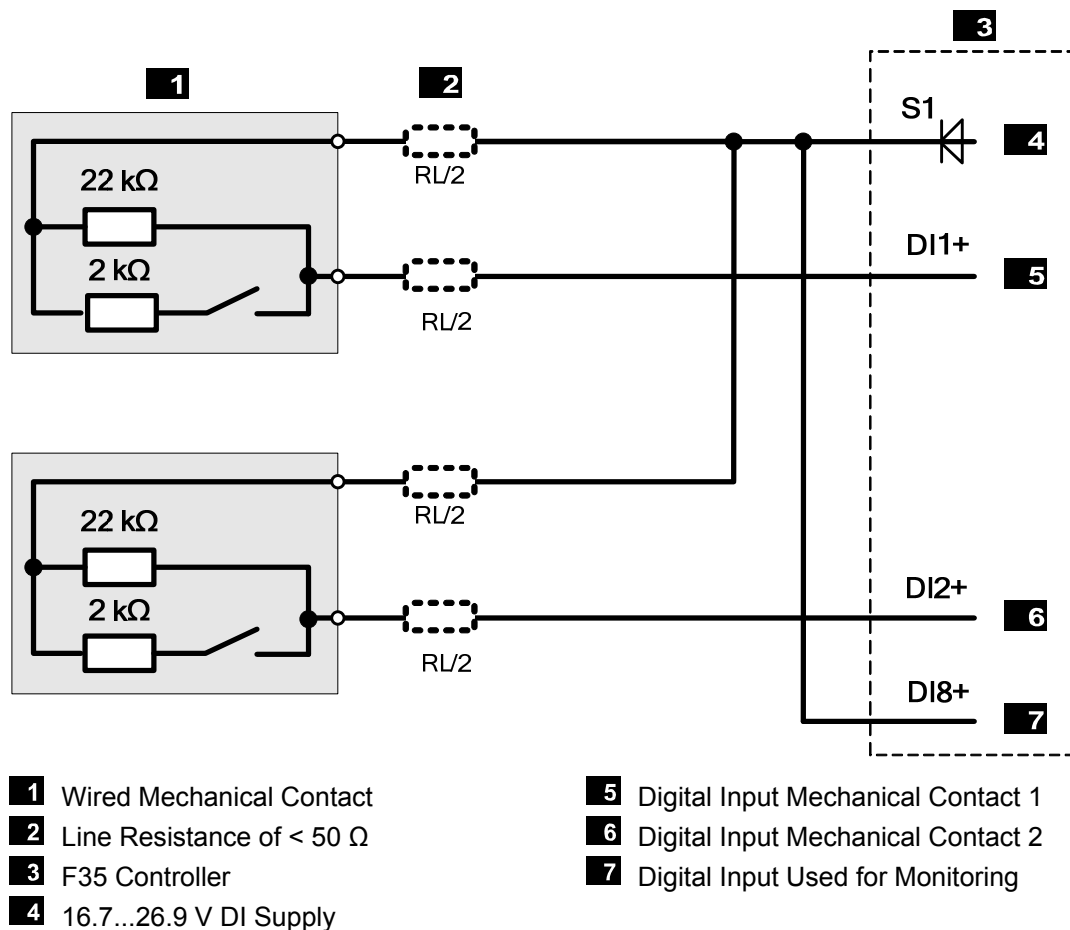 3
1
2
S1
4
RL/2
22 kΩ
DI1+
2 kΩ
5
RL/2
RL/2
22 kΩ
DI2+
2 kΩ
6
RL/2
DI8+
7
1 Wired Mechanical Contact
2 Line Resistance of < 50 Ω
3 F35 Controller
4 16.7...26.9 V DI Supply
5 Digital Input Mechanical Contact 1
6 Digital Input Mechanical Contact 2
7 Digital Input Used for Monitoring